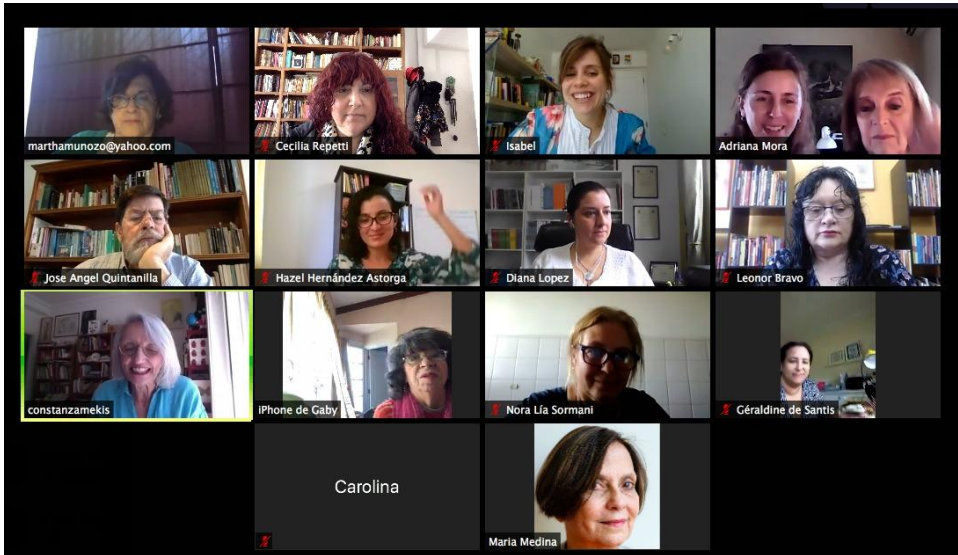 marthamunozo@yahoo.com
Cecilia Repetti
Isabel
Adriana Mora
Jose Angel Quintanilla
Hazel Hernández Astorga
Diana Lopez
Leonor Bravo
constanzamekis
iPhone de Gaby
Nora Lía Sormani
Géraldine de Santis
Carolina
Maria Medina